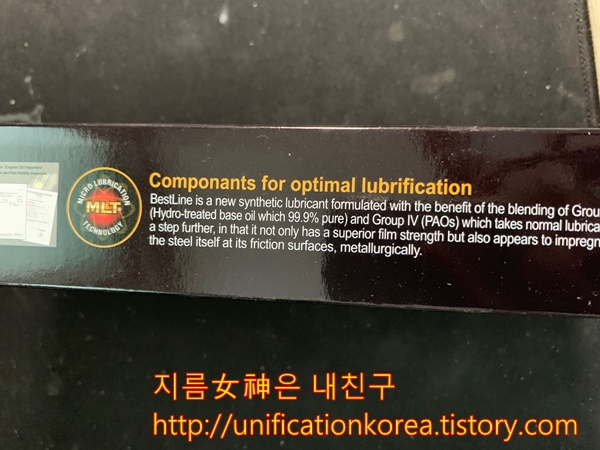 MICRO LUBRICATION
MLT
TECHNOLOGY
Componants for optimal lubrification
BestLine is a new synthetic lubricant formulated with the benefit of the blending of Grou
(Hydro-treated base oil which 99.9% pure) and Group IV (PAOs) which takes normal lubrica
a step further, in that it not only has a superior film strength but also appears to impregn
the steel itself at its friction surfaces, metallurgically.
지름女神은 내친구
http://unificationkorea.tistory.com